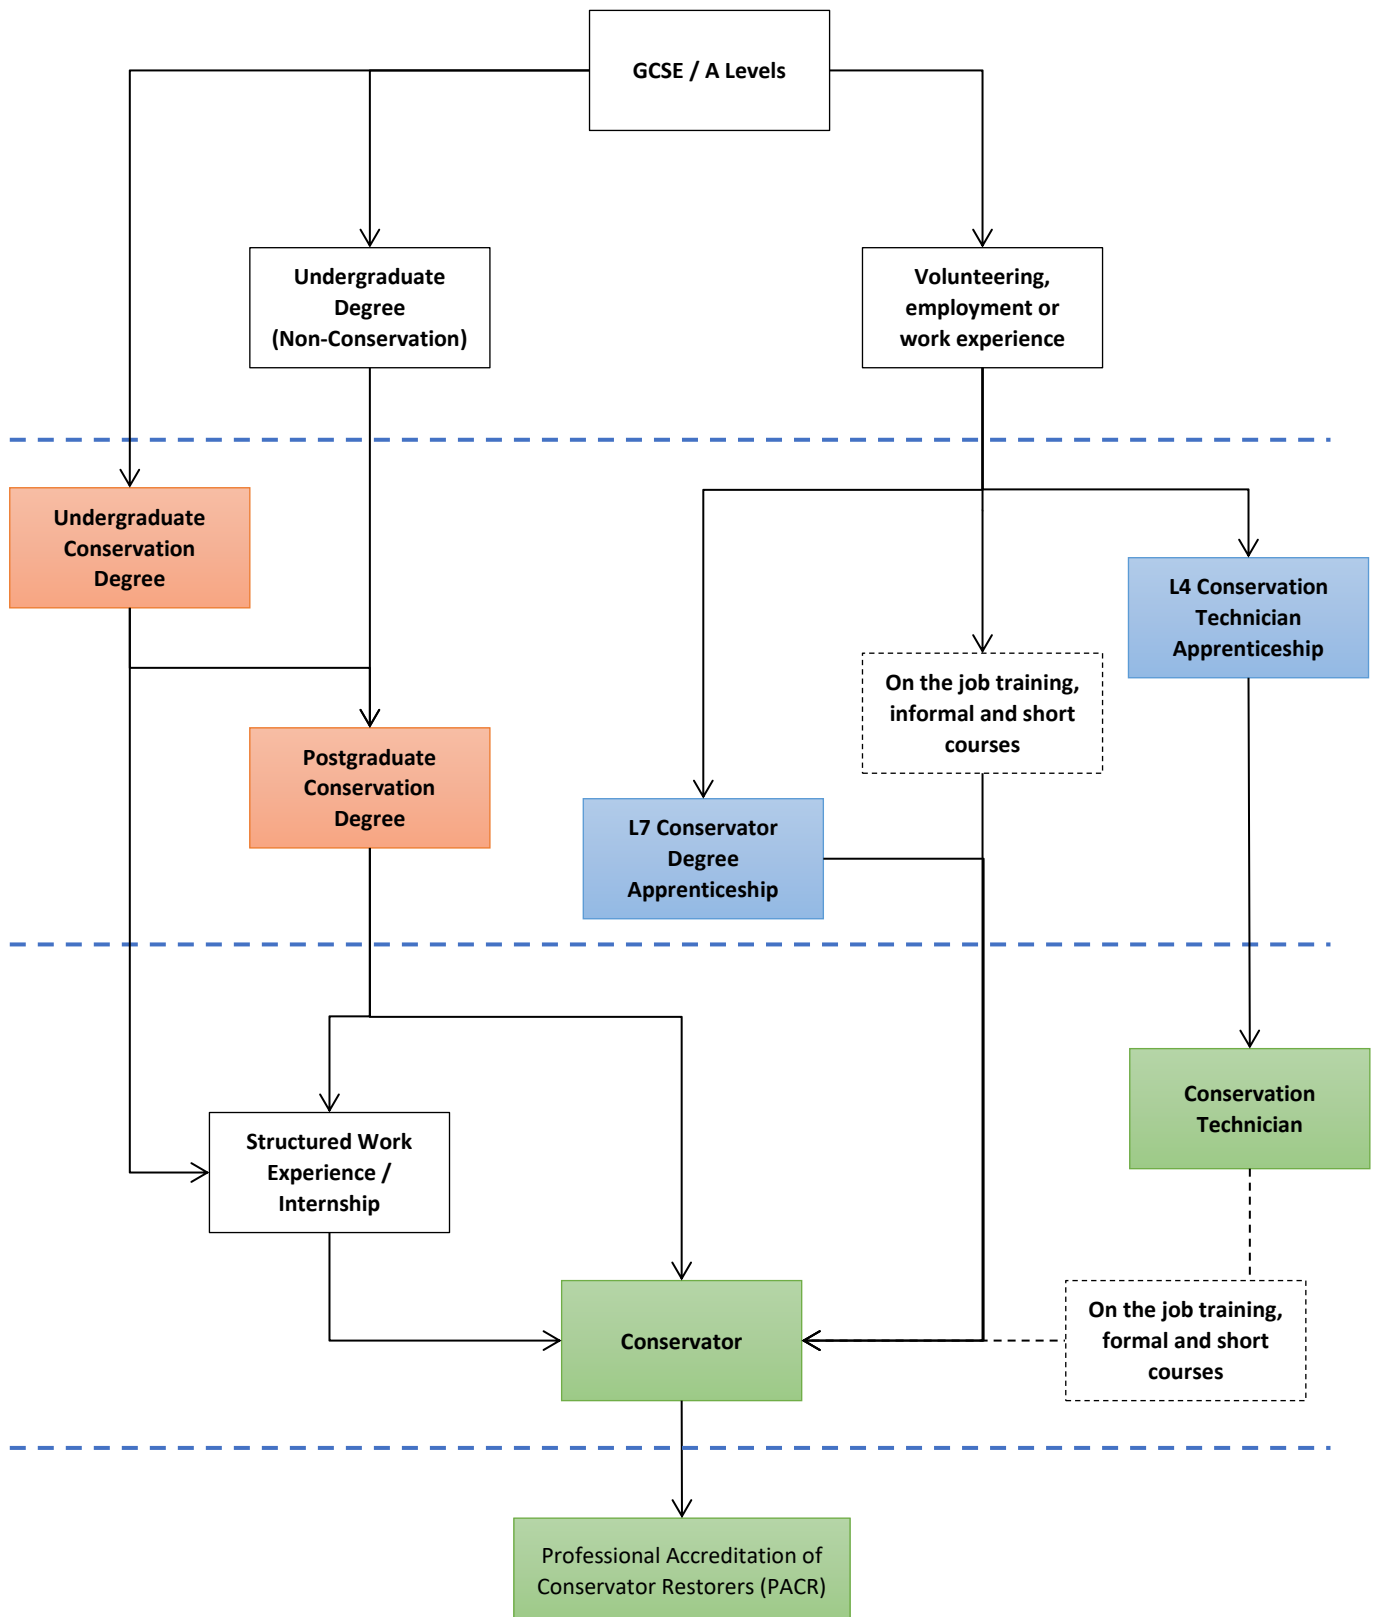 GCSE / A Levels
Undergraduate
Degree
(Non-Conservation)
Volunteering,
employment or
work experience
Undergraduate
Conservation
Degree
L4 Conservation
Technician
Apprenticeship
On the job training,
informal and short
courses
Postgraduate
Conservation
Degree
L7 Conservator
Degree
Apprenticeship
Conservation
Technician
Structured Work
Experience /
Internship
On the job training,
formal and short
courses
Conservator
Professional Accreditation of
Conservator Restorers (PACR)